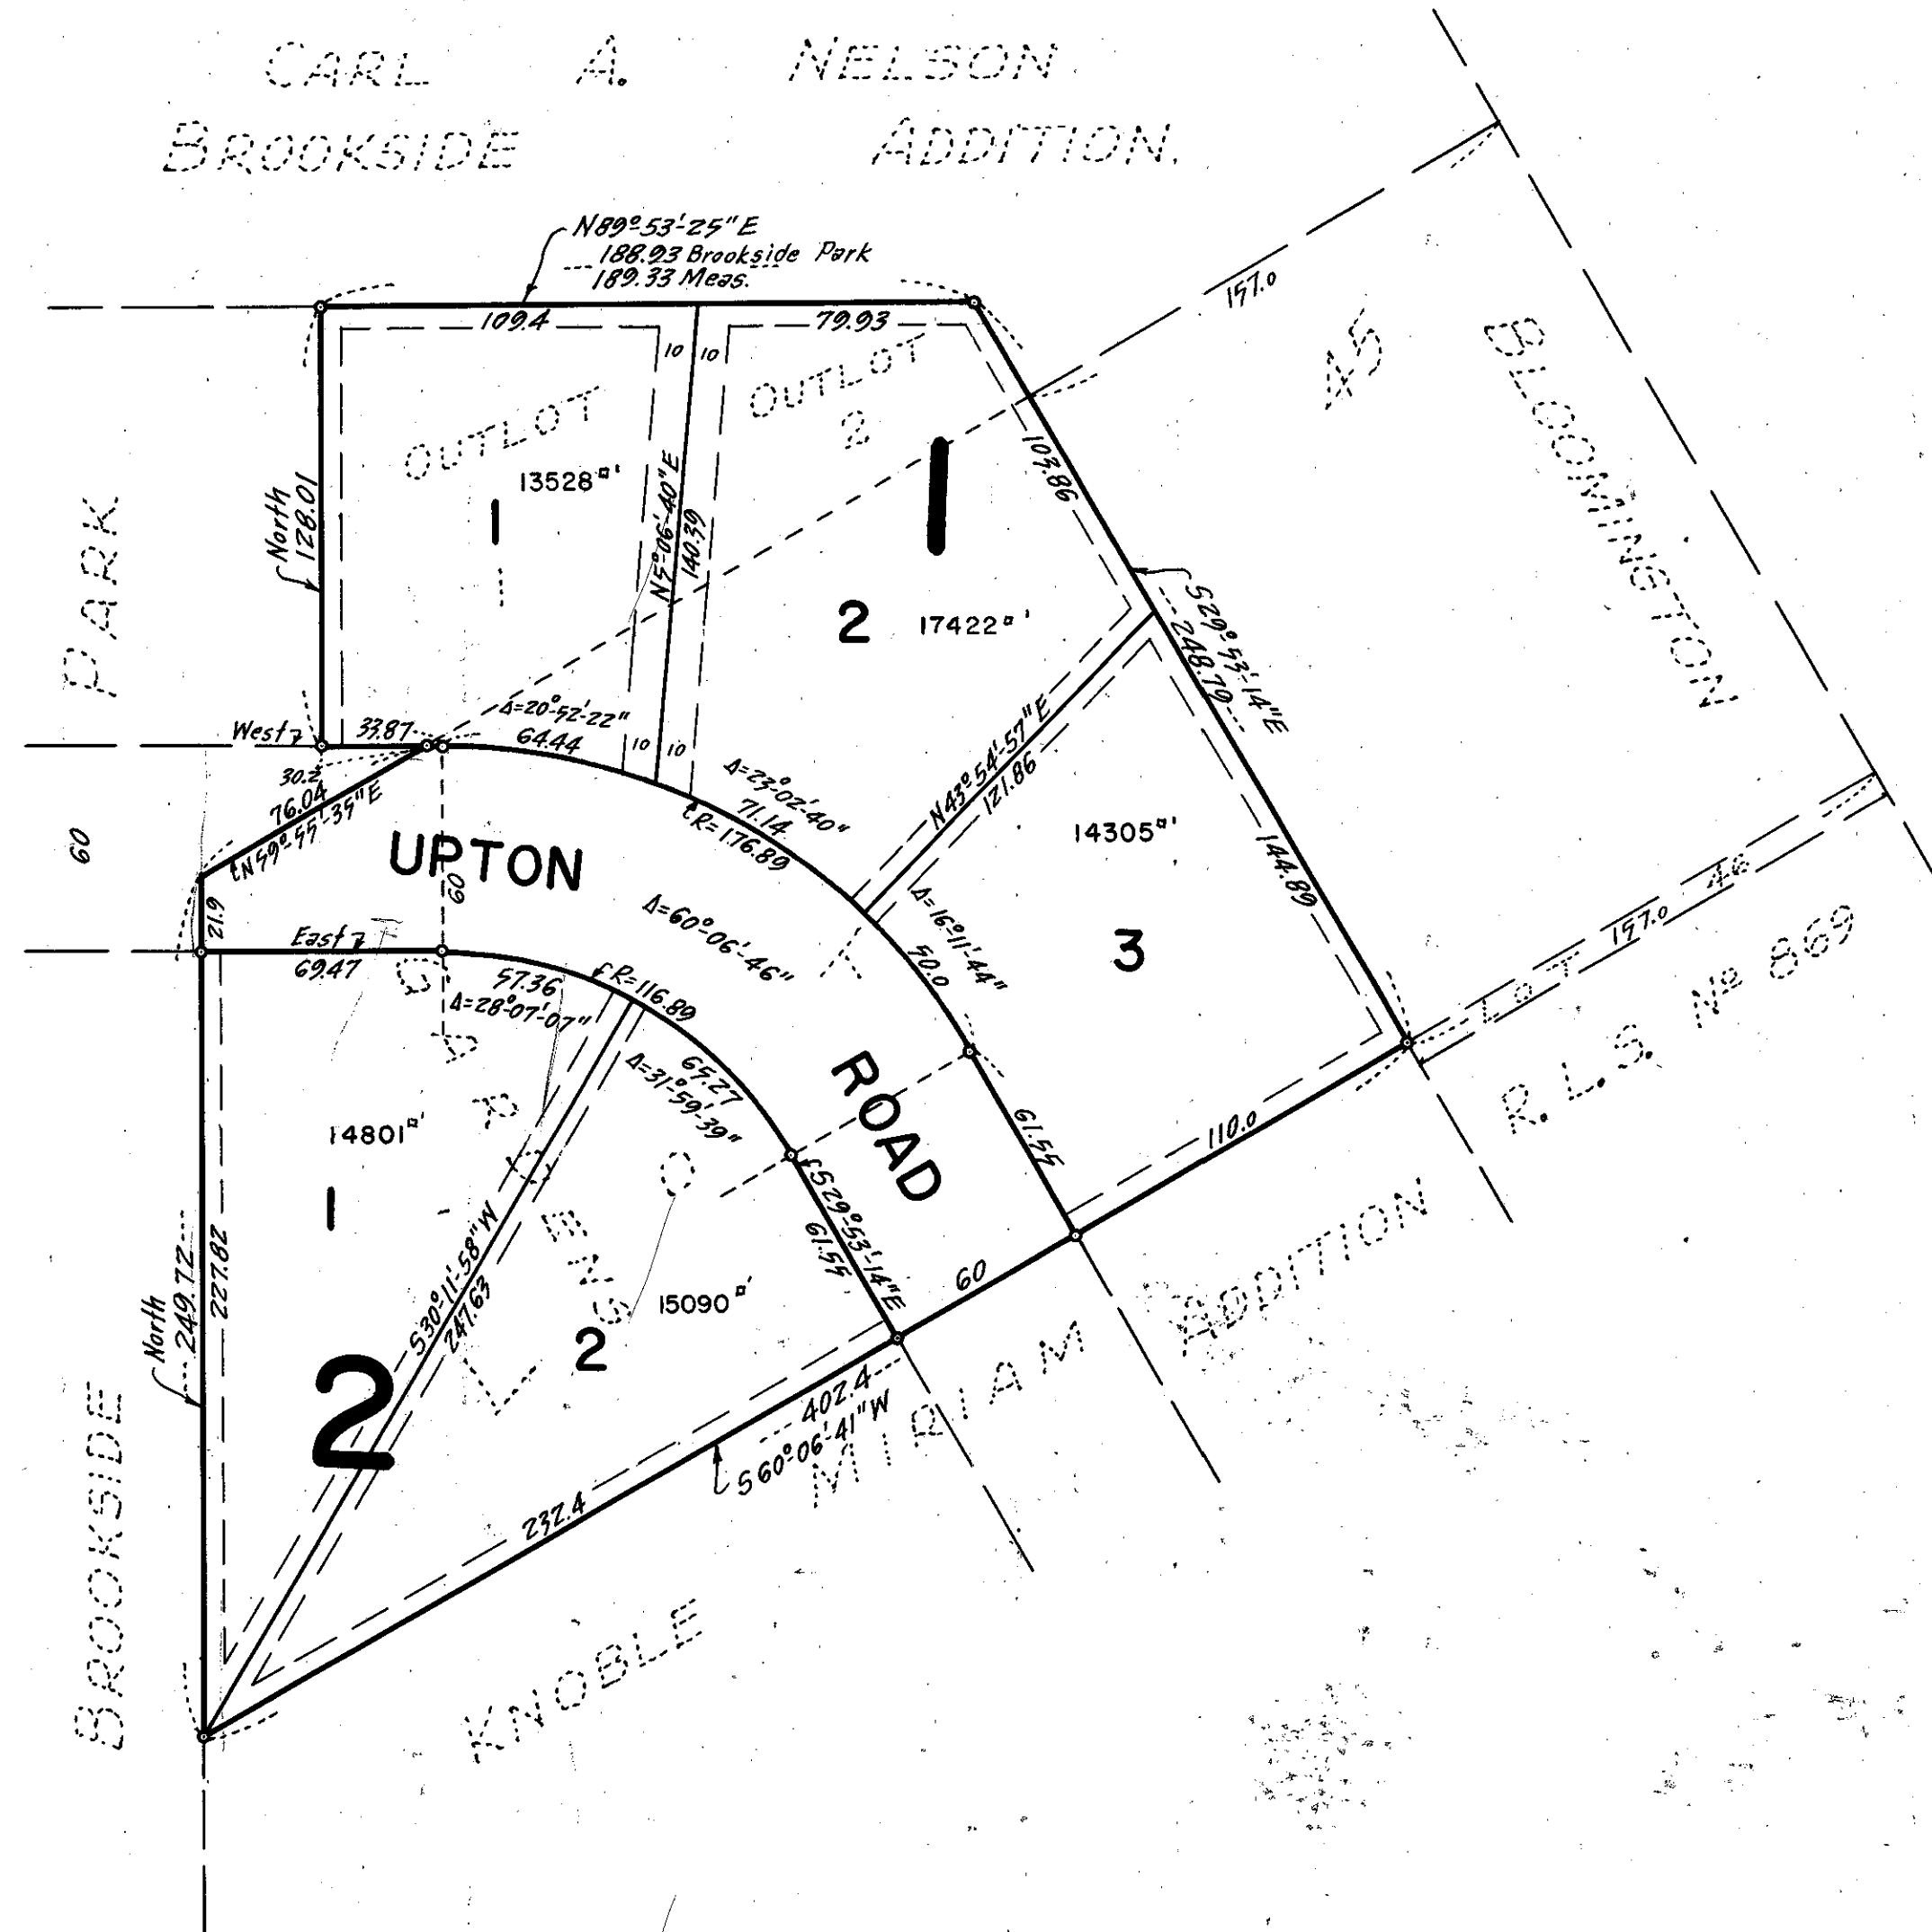 CARL A. NELSON
BROOKSIDE ADDITION.
N89°-53'-25"E
188.93 Brookside Park
189.33 Meas.
109.4
79.93
10
10
157.0
45
BLOOMINGTON
OUTLOT
1
13528□'
OUTLOT
2
1
103.86
North
128.01
N5°-06'-40"E
140.39
2
17422□'
S29°-53'-14"E
248.79
PARK
West
33.87
Δ=20°-52'-22"
64.44
10
10
30.2
76.04
N59°-55'-35"E
Δ=23°-02'-40"
71.14
R=176.89
N43°-54'-57"E
121.86
14305□'
144.89
3
60
UPTON
60
21.9
East
69.47
Δ=60°-06'-46"
Δ=16°-11'-44"
50.0
57.36
Δ=28°-07'-07"
R=116.89
65.27
Δ=31°-59'-39"
ROAD
61.55
110.0
157.0
LOT 46
R.L.S. Nº 869
14801□'
1
S29°-53'-14"E
61.55
60
North
249.72
227.82
S30°-11'-58"W
247.63
15090□'
2
2
402.4
S60°-06'-41"W
232.4
BROOKSIDE
KNOBLE MIRIAM ADDITION